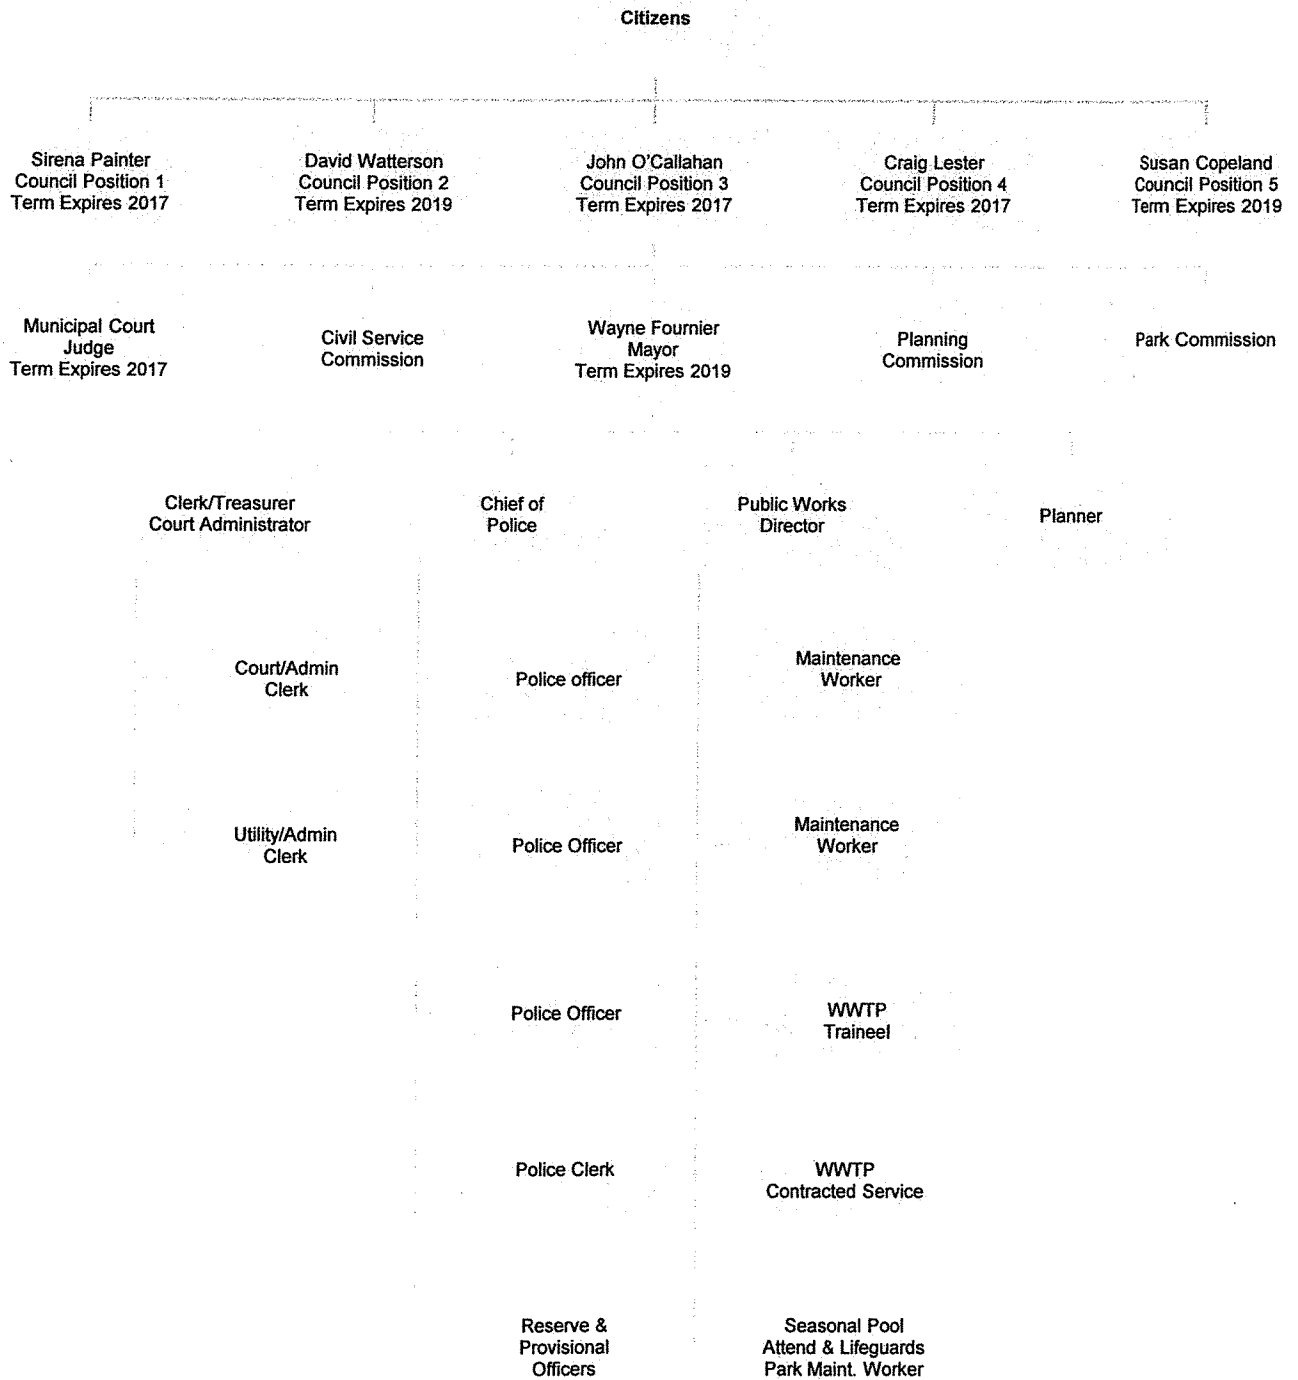 Citizens
Sirena Painter
Council Position 1
Term Expires 2017
David Watterson
Council Position 2
Term Expires 2019
John O'Callahan
Council Position 3
Term Expires 2017
Craig Lester
Council Position 4
Term Expires 2017
Susan Copeland
Council Position 5
Term Expires 2019
Municipal Court
Judge
Term Expires 2017
Civil Service
Commission
Wayne Fournier
Mayor
Term Expires 2019
Planning
Commission
Park Commission
Clerk/Treasurer
Court Administrator
Chief of
Police
Public Works
Director
Planner
Court/Admin
Clerk
Police officer
Maintenance
Worker
Utility/Admin
Clerk
Police Officer
Maintenance
Worker
Police Officer
WWTP
TraineeI
Police Clerk
WWTP
Contracted Service
Reserve &
Provisional
Officers
Seasonal Pool
Attend & Lifeguards
Park Maint. Worker